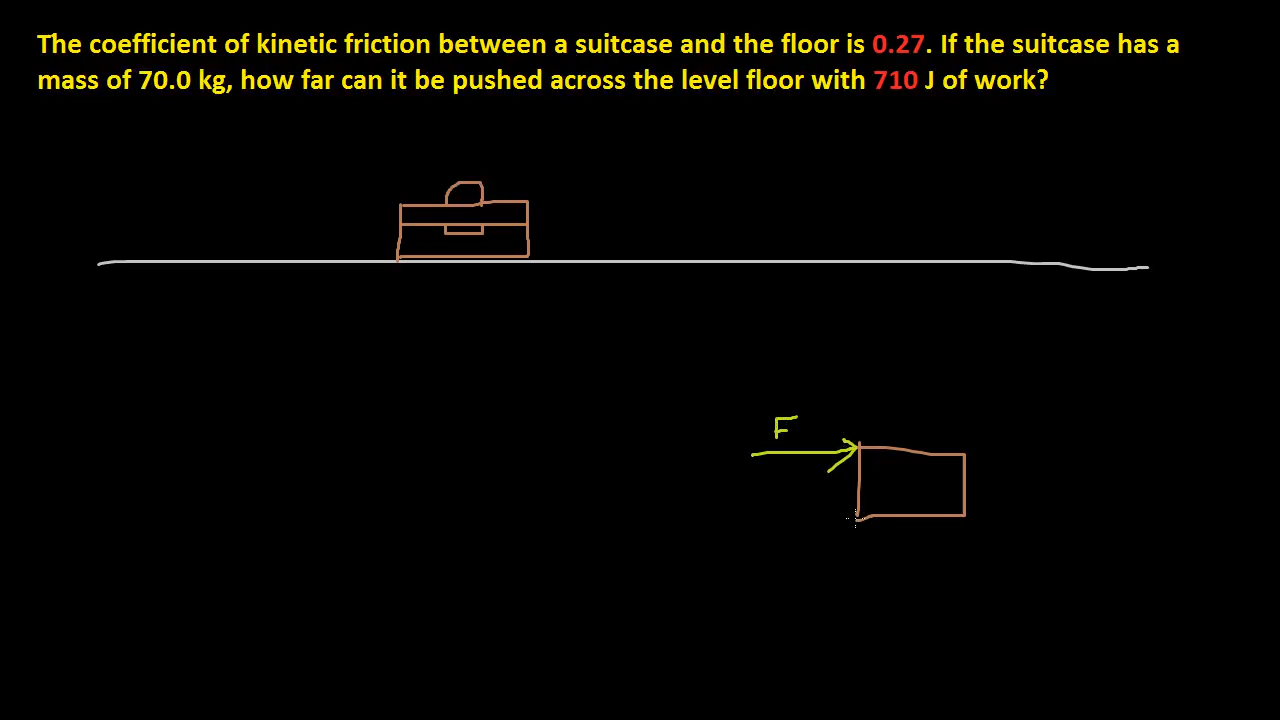 The coefficient of kinetic friction between a suitcase and the floor is 0.27. If the suitcase has a
mass of 70.0 kg, how far can it be pushed across the level floor with 710 J of work?
F